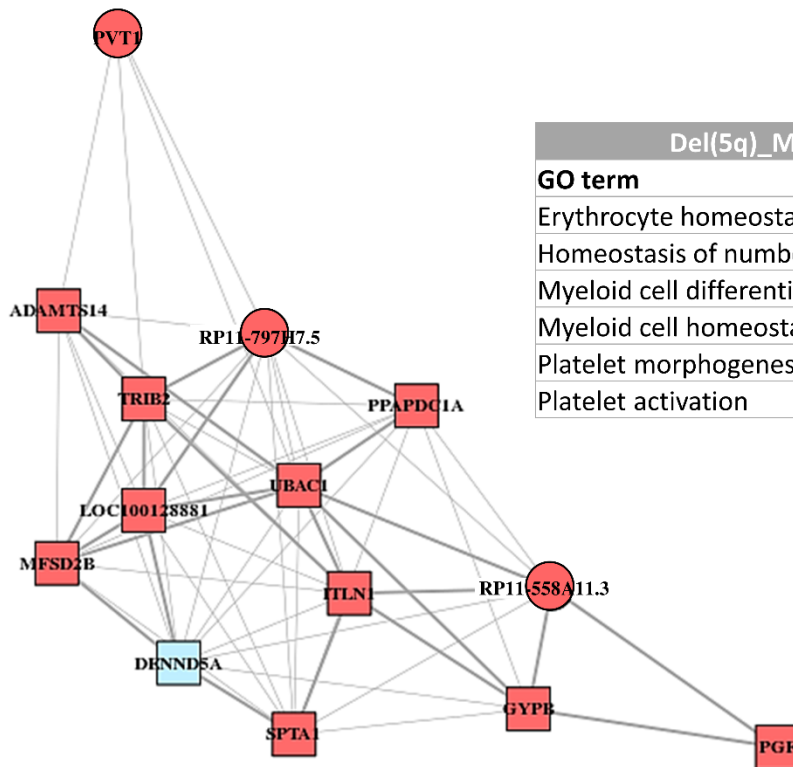 PVT1
Del(5q)_M
GO term
Erythrocyte homeosta
Homeostasis of numb
Myeloid cell differenti
Myeloid cell homeosta
Platelet morphogenes
Platelet activation
ADAMTS14
RP11-797H7.5
TRIB2
PPAPDC1A
UBAC1
LOC100128881
MFSD2B
ITLN1
RP11-558A11.3
DENND5A
GYPB
SPTA1
PGF